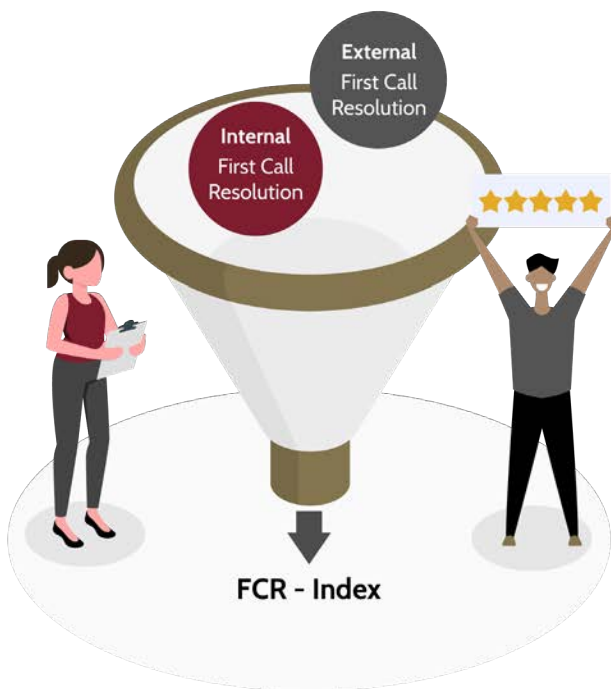 External
First Call
Resolution
Internal
First Call
Resolution
FCR - Index